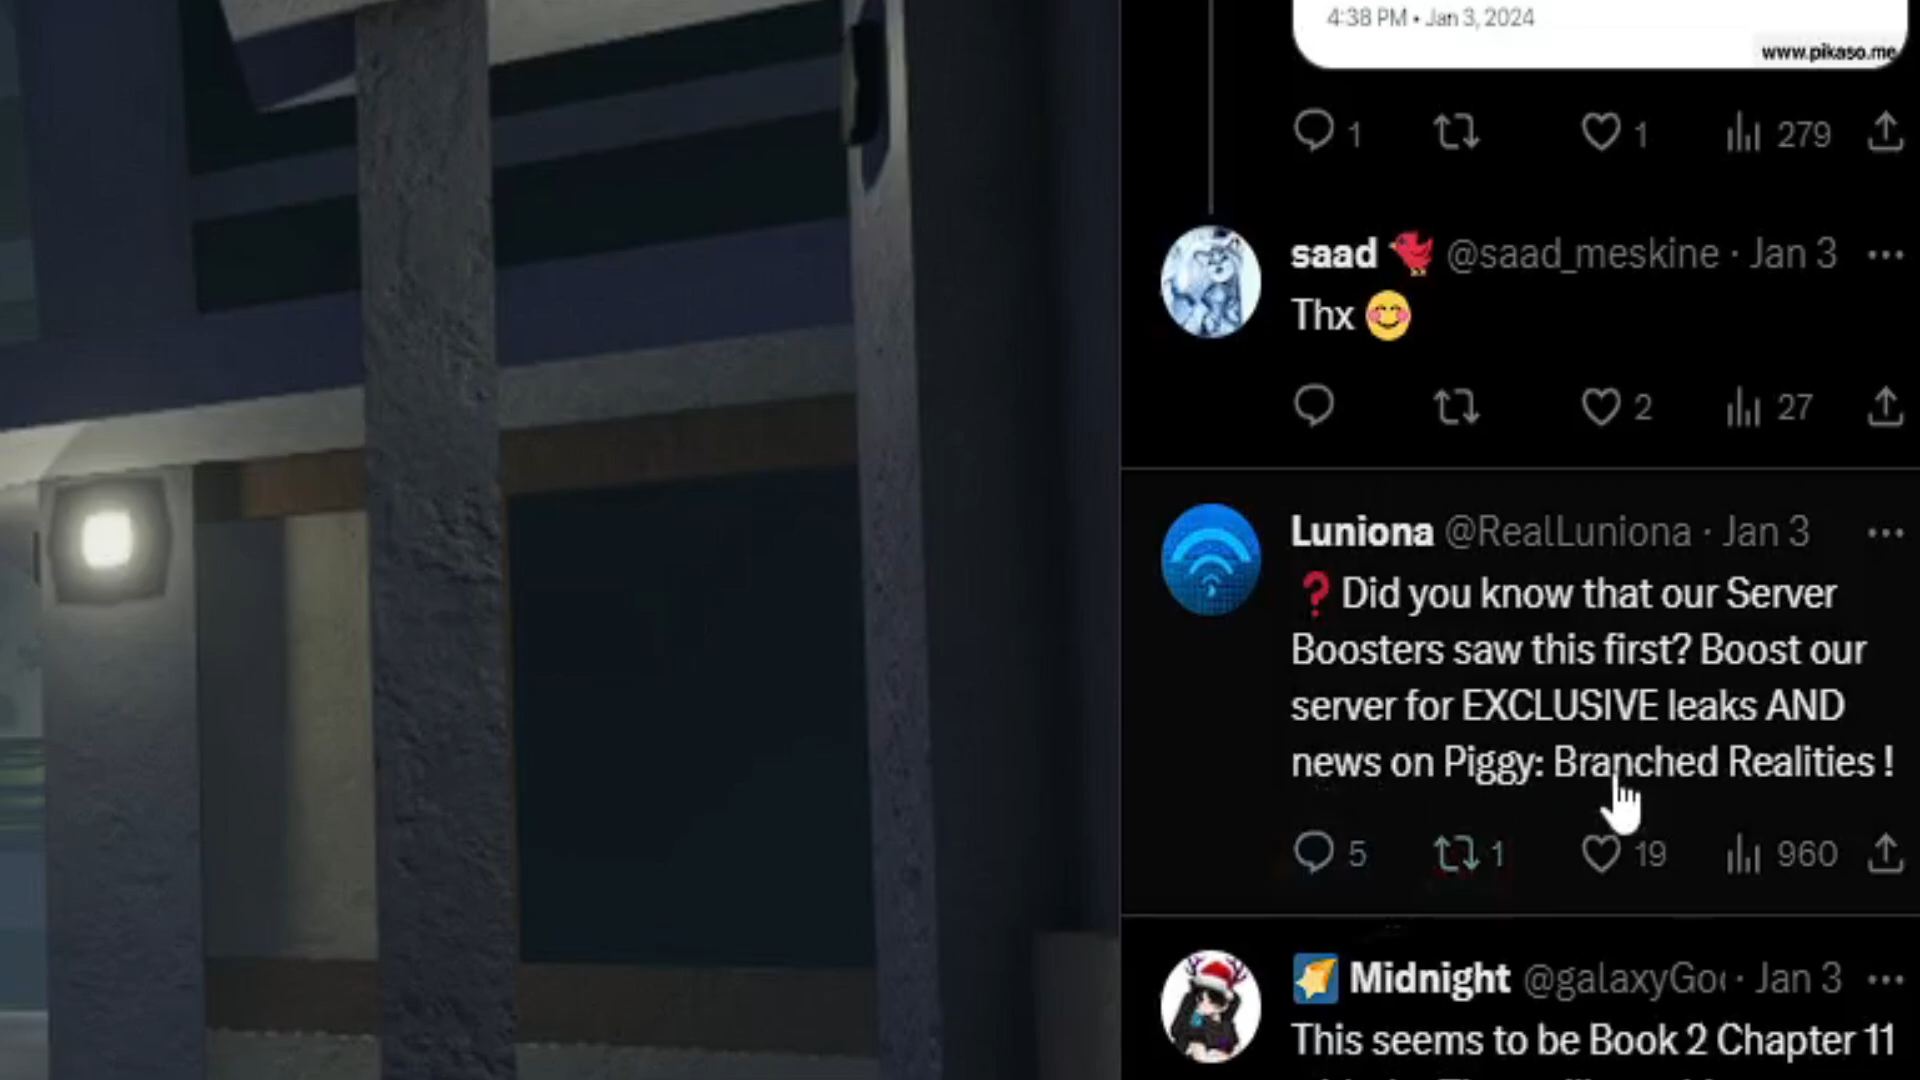 4:38 PM • Jan 3, 2024
www.pikaso.me
1 1 279
saad @saad_meskine · Jan 3
Thx 😊
2 27
Luniona @RealLuniona · Jan 3
❓Did you know that our Server
Boosters saw this first? Boost our
server for EXCLUSIVE leaks AND
news on Piggy: Branched Realities !
5 1 19 960
Midnight @galaxyGo · Jan 3
This seems to be Book 2 Chapter 11